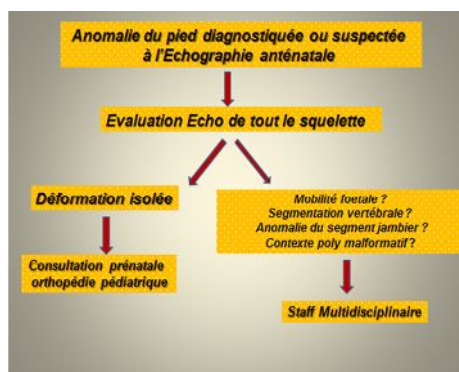 Anomalie du pied diagnostiquée ou suspectée
à l'Echographie anténatale
Evaluation Echo de tout le squelette
Déformation isolée
Consultation prénatale
orthopédie pédiatrique
Mobilité foetale ?
Segmentation vértébrale ?
Anomalie du segment jambier ?
Contexte poly malformatif ?
Staff Multidisciplinaire